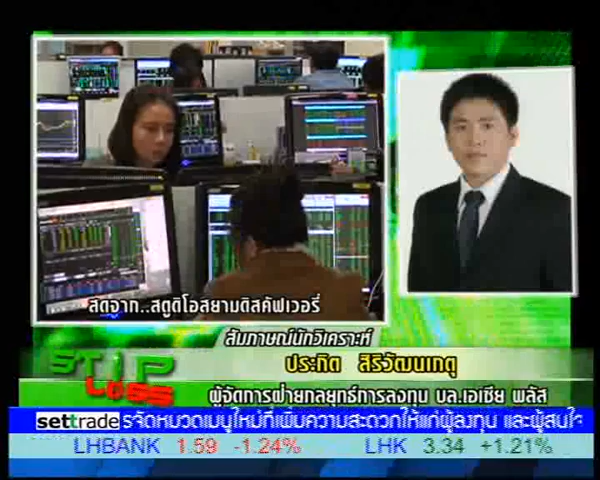 สดจาก..สตูดิโอสยามดิสคัฟเวอรี่
สัมภาษณ์นักวิเคราะห์
STOP
LOSS
ประกิต สิริวัฒนเกตุ
ผู้จัดการฝ่ายกลยุทธ์การลงทุน บล.เอเซีย พลัส
settrade รจัดหมวดเมนูใหม่ที่เพิ่มความสะดวกให้แก่ผู้ลงทุน และผู้สนใจ
LHBANK 1.59 -1.24% LHK 3.34 +1.21%